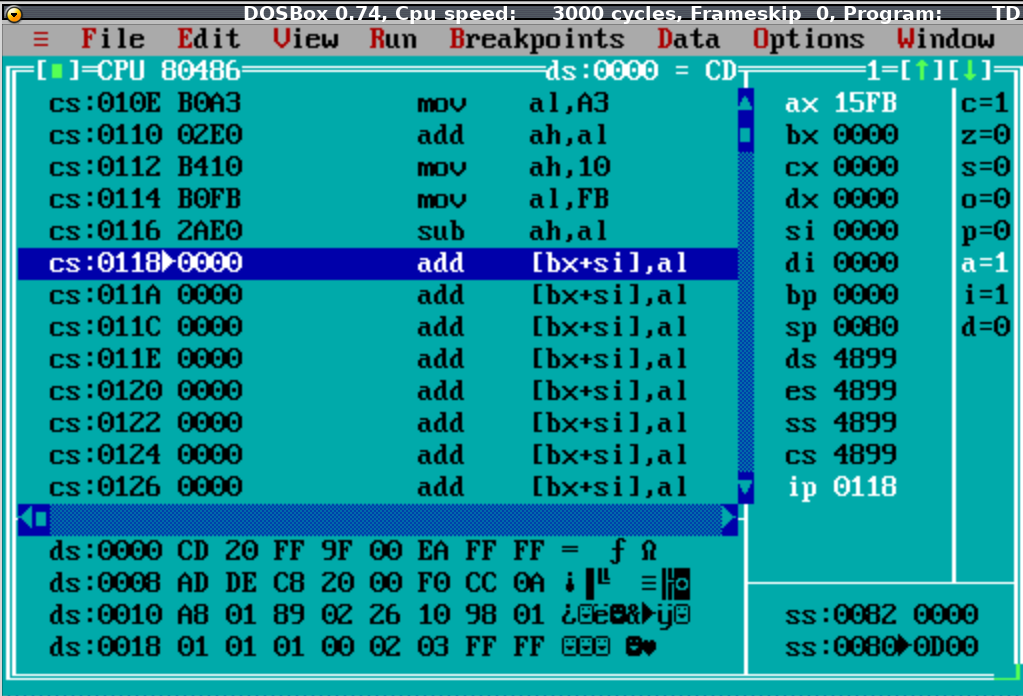 DOSBox 0.74, Cpu speed: 3000 cycles, Frameskip 0, Program: TD
≡ File Edit View Run Breakpoints Data Options Window
[■]=CPU 80486 ds:0000 = CD 1=[↑][↓]
cs:010E B0A3 mov al,A3 ax 15FB c=1
cs:0110 02E0 add ah,al bx 0000 z=0
cs:0112 B410 mov ah,10 cx 0000 s=0
cs:0114 B0FB mov al,FB dx 0000 o=0
cs:0116 2AE0 sub ah,al si 0000 p=0
cs:0118►0000 add [bx+si],al di 0000 a=1
cs:011A 0000 add [bx+si],al bp 0000 i=1
cs:011C 0000 add [bx+si],al sp 0080 d=0
cs:011E 0000 add [bx+si],al ds 4899
cs:0120 0000 add [bx+si],al es 4899
cs:0122 0000 add [bx+si],al ss 4899
cs:0124 0000 add [bx+si],al cs 4899
cs:0126 0000 add [bx+si],al ip 0118
ds:0000 CD 20 FF 9F 00 EA FF FF = ƒ Ω
ds:0008 AD DE C8 20 00 F0 CC 0A ¡▐╚ ≡╠◙
ds:0010 A8 01 89 02 26 10 98 01 ¿☺ë☻&►ÿ☺ ss:0082 0000
ds:0018 01 01 01 00 02 03 FF FF ☺☺☺ ☻♥ ss:0080►0D00